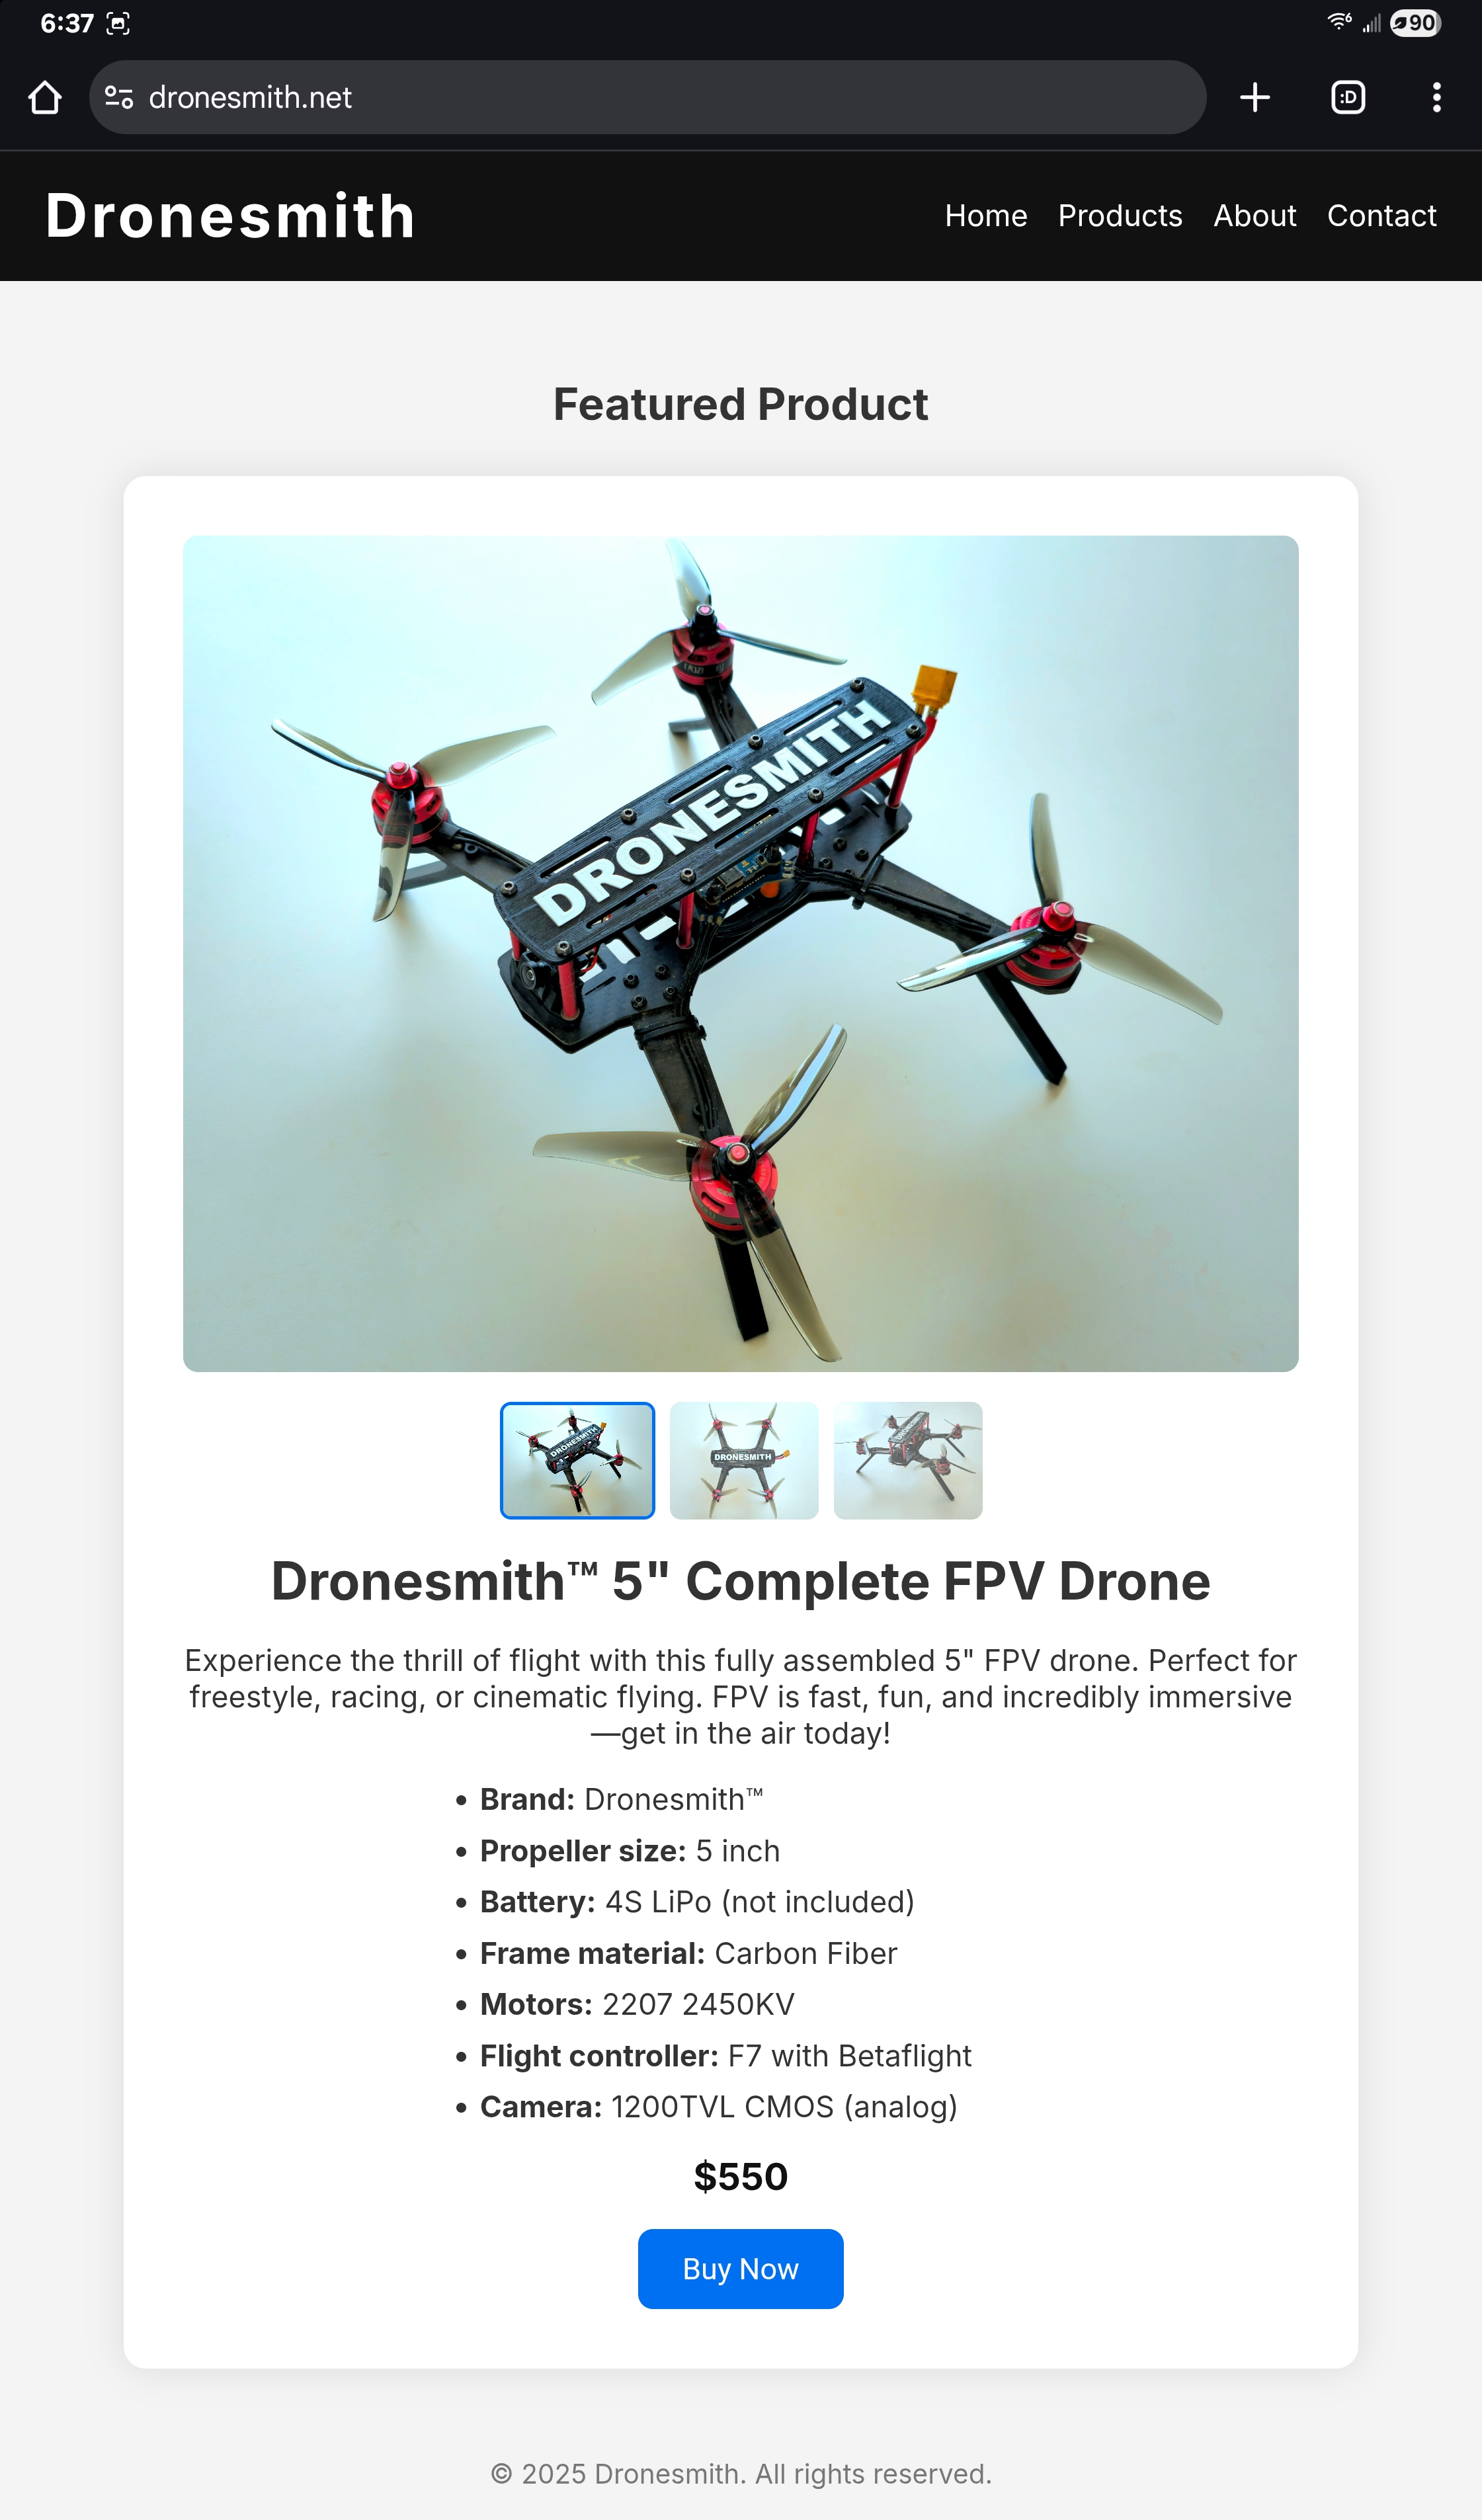 6:37
6
90
dronesmith.net
:D
Dronesmith
Home Products About Contact
Featured Product
DRONESMITH
DRONESMITH
DRONESMITH
Dronesmith™ 5" Complete FPV Drone
Experience the thrill of flight with this fully assembled 5" FPV drone. Perfect for
freestyle, racing, or cinematic flying. FPV is fast, fun, and incredibly immersive
—get in the air today!
• Brand: Dronesmith™
• Propeller size: 5 inch
• Battery: 4S LiPo (not included)
• Frame material: Carbon Fiber
• Motors: 2207 2450KV
• Flight controller: F7 with Betaflight
• Camera: 1200TVL CMOS (analog)
$550
Buy Now
© 2025 Dronesmith. All rights reserved.